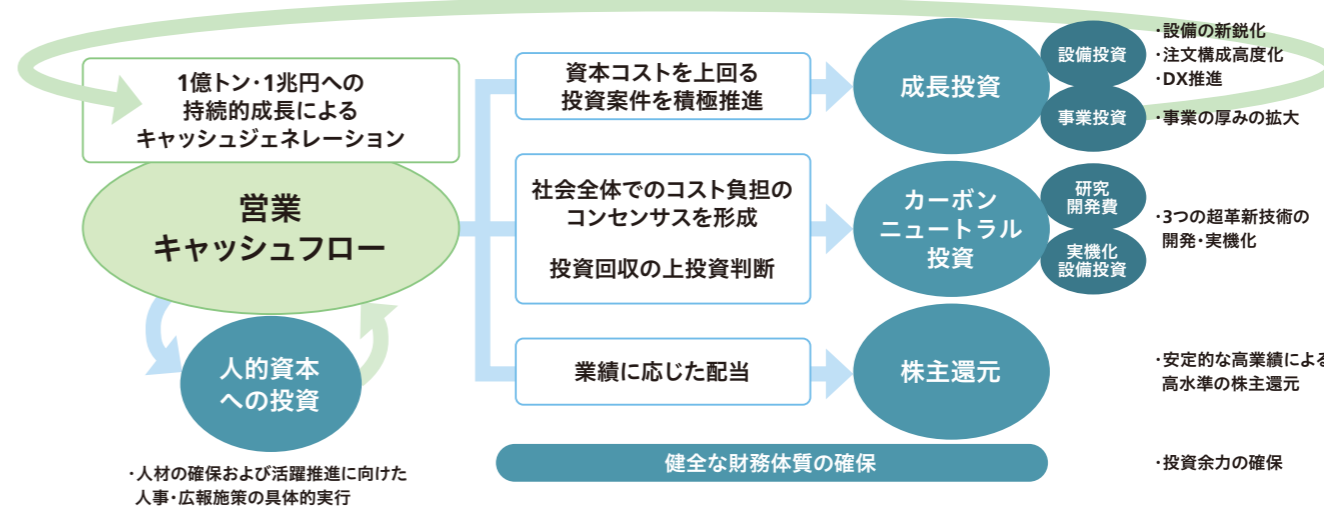 1億トン・1兆円への
持続的成長による
キャッシュジェネレーション
営業
キャッシュフロー
人的資本
への投資
・人材の確保および活躍推進に向けた
人事・広報施策の具体的実行
資本コストを上回る
投資案件を積極推進
成長投資
設備投資
・設備の新鋭化
・注文構成高度化
・DX推進
事業投資
・事業の厚みの拡大
社会全体でのコスト負担の
コンセンサスを形成
投資回収の上投資判断
カーボン
ニュートラル
投資
研究
開発費
実機化
設備投資
・3つの超革新技術の
開発・実機化
業績に応じた配当
株主還元
・安定的な高業績による
高水準の株主還元
健全な財務体質の確保
・投資余力の確保